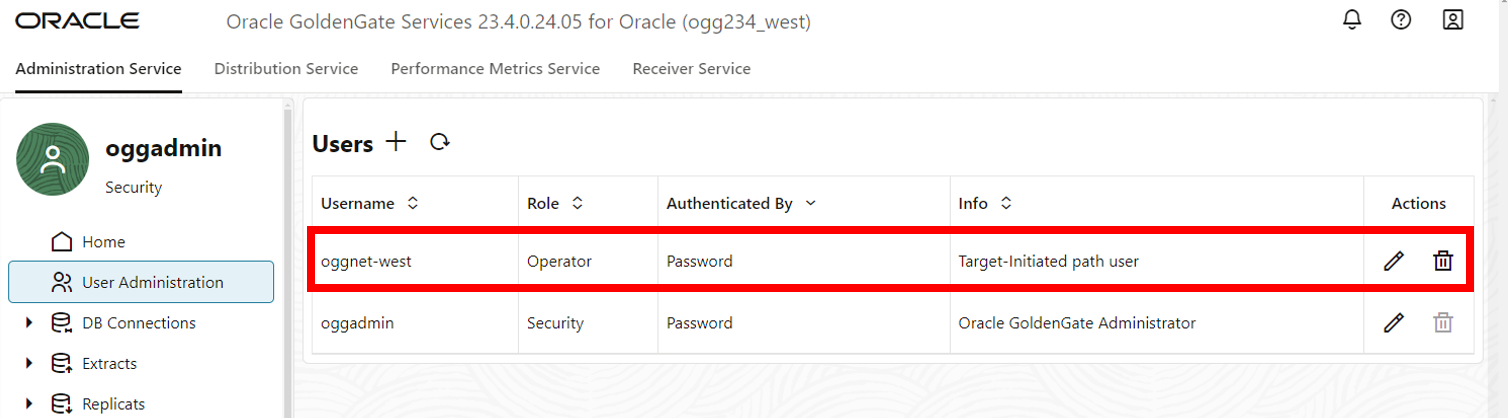 ORACLE Oracle GoldenGate Services 23.4.0.24.05 for Oracle (ogg234_west)
Administration Service Distribution Service Performance Metrics Service Receiver Service
oggadmin
Security
Home
User Administration
DB Connections
Extracts
Replicats
Users
Username Role Authenticated By Info Actions
oggnet-west Operator Password Target-Initiated path user
oggadmin Security Password Oracle GoldenGate Administrator